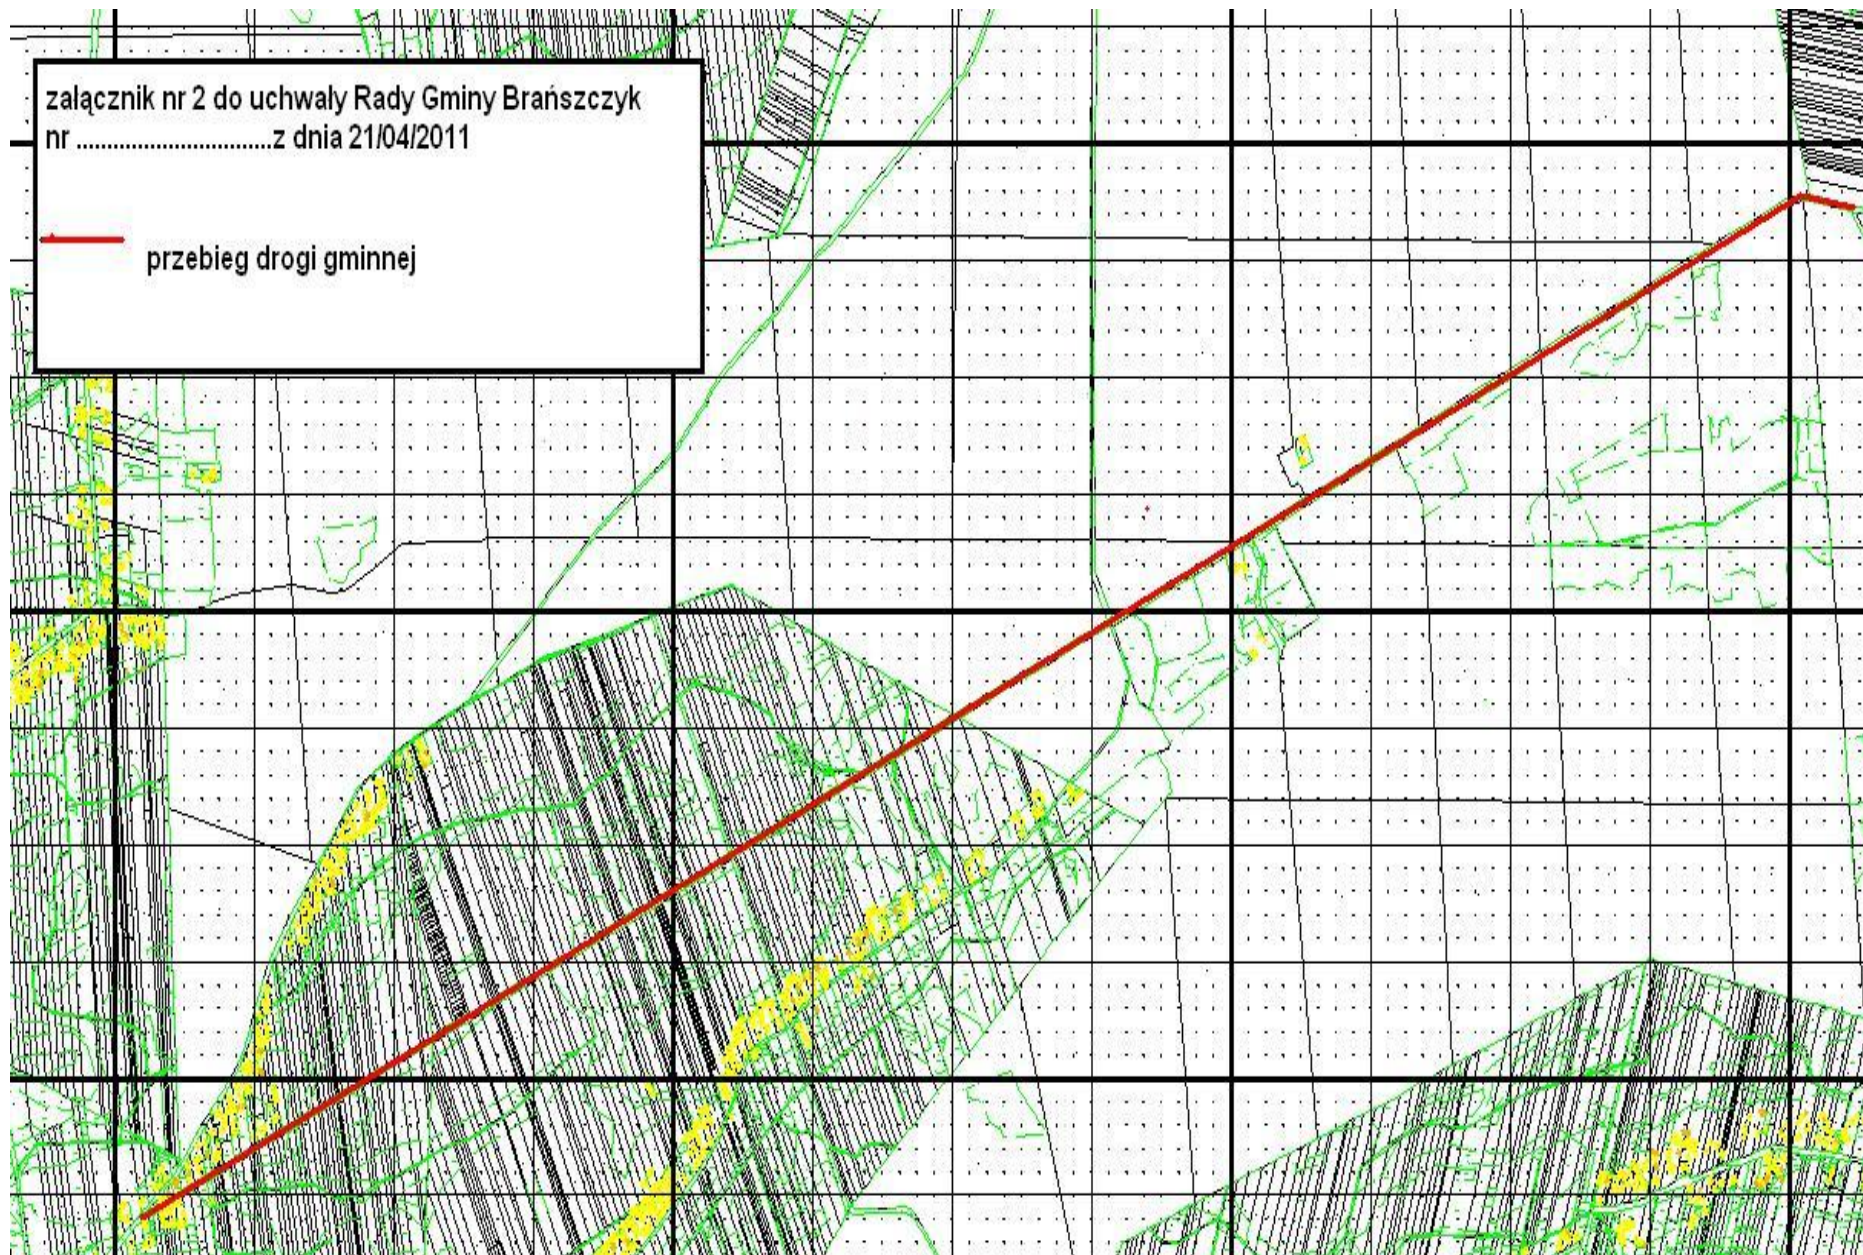 załącznik nr 2 do uchwały Rady Gminy Brańszczyk
nr ................................z dnia 21/04/2011
przebieg drogi gminnej